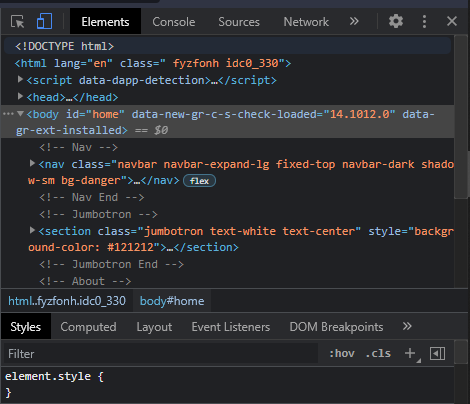 Elements Console Sources Network »
<!DOCTYPE html>
<html lang="en" class=" fyzfonh idc0_330">
<script data-dapp-detection>…</script>
<head>…</head>
<body id="home" data-new-gr-c-s-check-loaded="14.1012.0" data-
gr-ext-installed> == $0
<!-- Nav -->
<nav class="navbar navbar-expand-lg fixed-top navbar-dark shado
w-sm bg-danger">…</nav> flex
<!-- Nav End -->
<!-- Jumbotron -->
<section class="jumbotron text-white text-center" style="backgr
ound-color: #121212">…</section>
<!-- Jumbotron End -->
<!-- About -->
html.fyzfonh.idc0_330 body#home
Styles Computed Layout Event Listeners DOM Breakpoints »
Filter :hov .cls +
element.style {
}